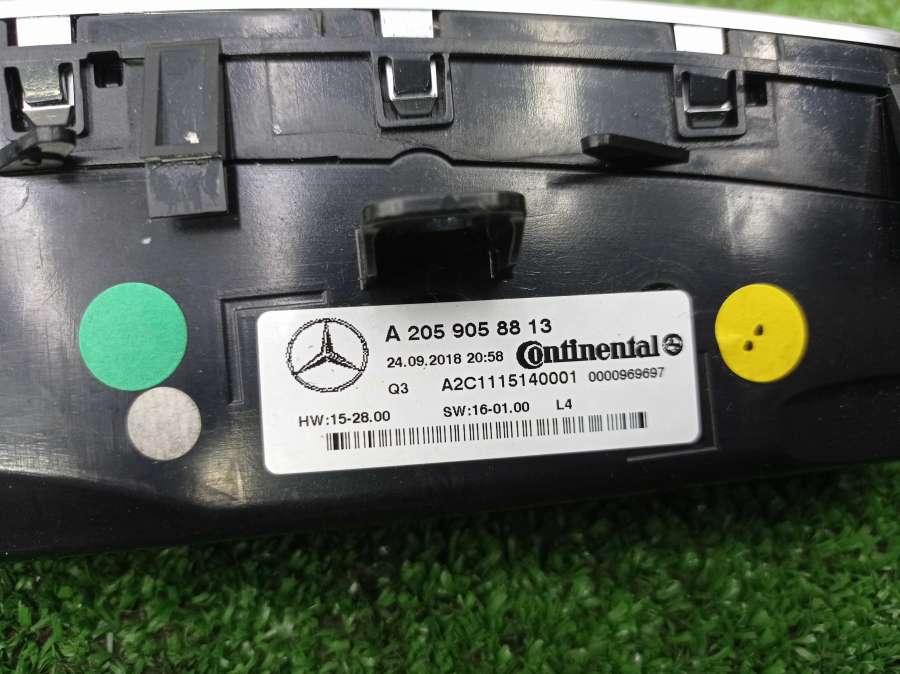 A 205 905 88 13
24.09.2018 20:58 Continental
Q3 A2C1115140001 0000969697
HW:15-28.00 SW:16-01.00 L4